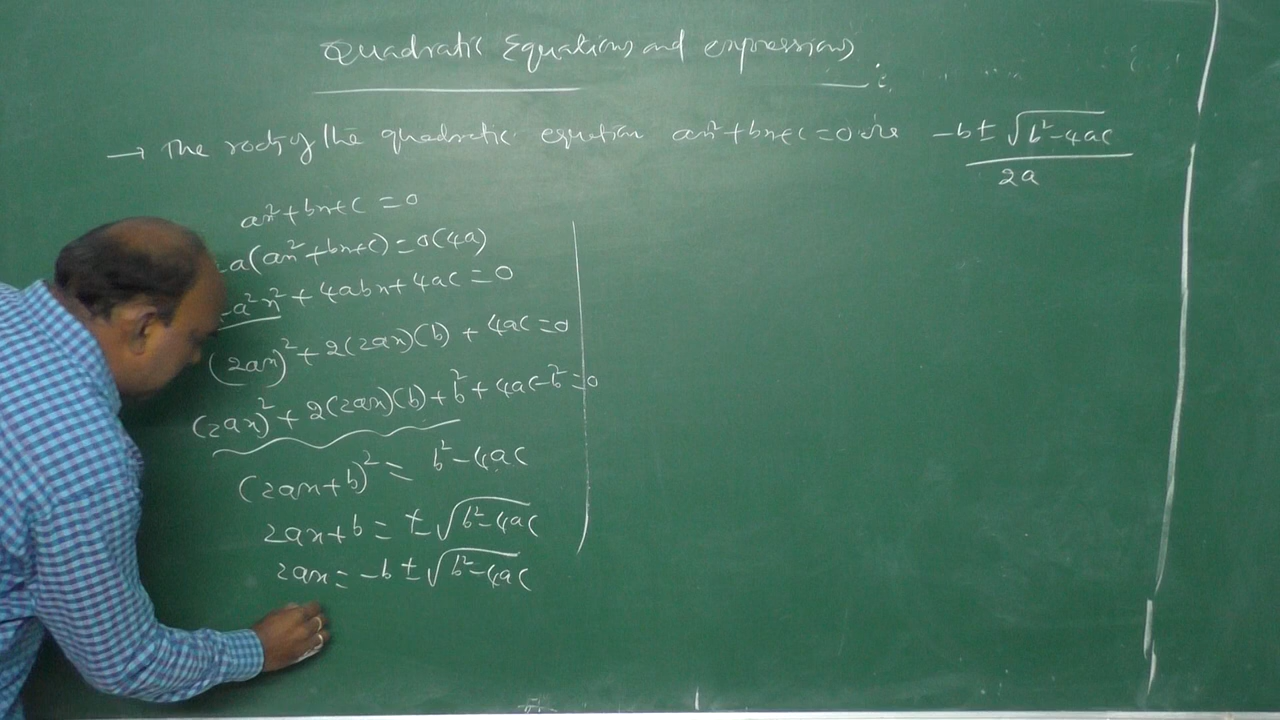 Quadratic Equations and expressions:
→ The roots of the quadratic equation ax²+bx+c=0 are (-b±√(b²-4ac))/2a
ax²+bx+c=0
a(ax²+bx+c)=0(4a)
a²x²+4abx+4ac=0
(2ax)²+2(2ax)(b)+4ac=0
(2ax)²+2(2ax)(b)+b²+4ac-b²=0
(2ax+b)²=b²-4ac
2ax+b=±√(b²-4ac)
2ax=-b±√(b²-4ac)